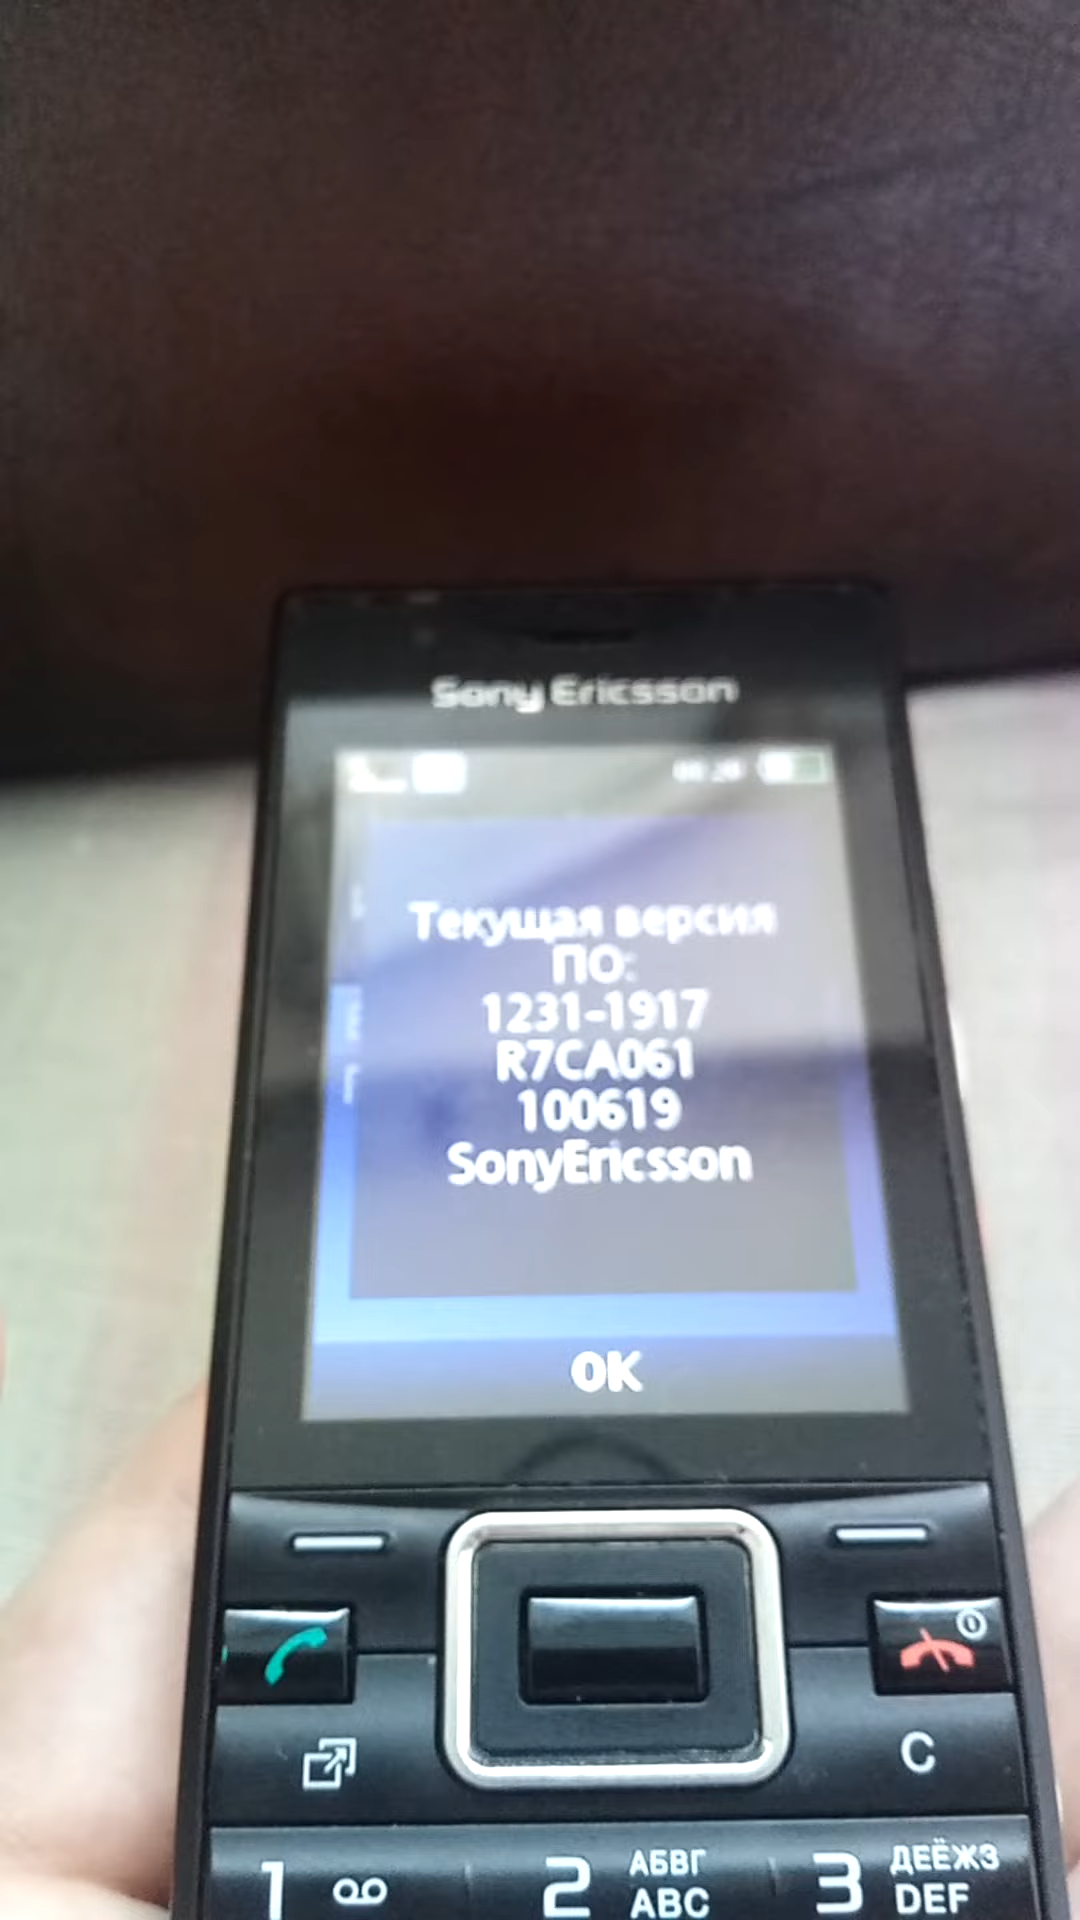 Sony Ericsson
Текущая версия
ПО:
1231-1917
R7CA061
100619
SonyEricsson
OK
C
1 2 АБВГ 3 ДЕЁЖЗ
ABC DEF